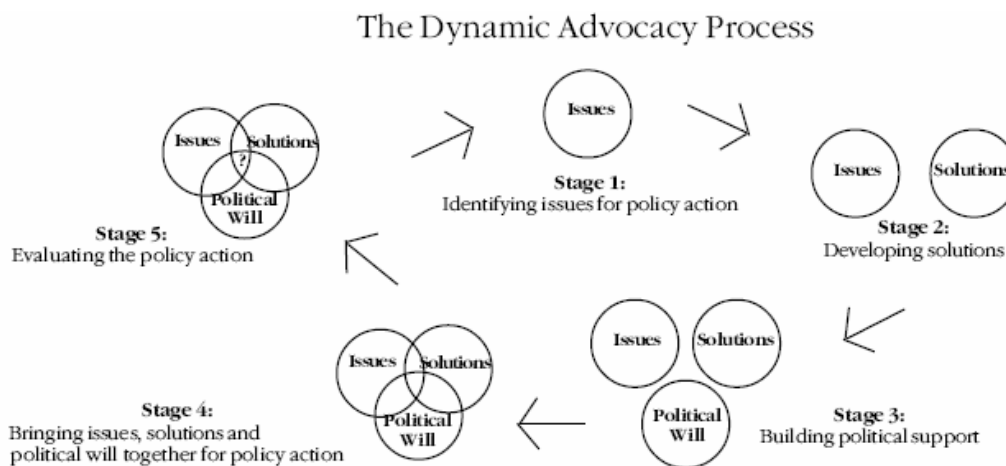 The Dynamic Advocacy Process
Issues
Stage 1:
Identifying issues for policy action
Issues
Solutions
Stage 2:
Developing solutions
Issues
Solutions
Political
Will
Stage 3:
Building political support
Issues
Solutions
Political
Will
Stage 4:
Bringing issues, solutions and
political will together for policy action
Issues
Solutions
?
Political
Will
Stage 5:
Evaluating the policy action